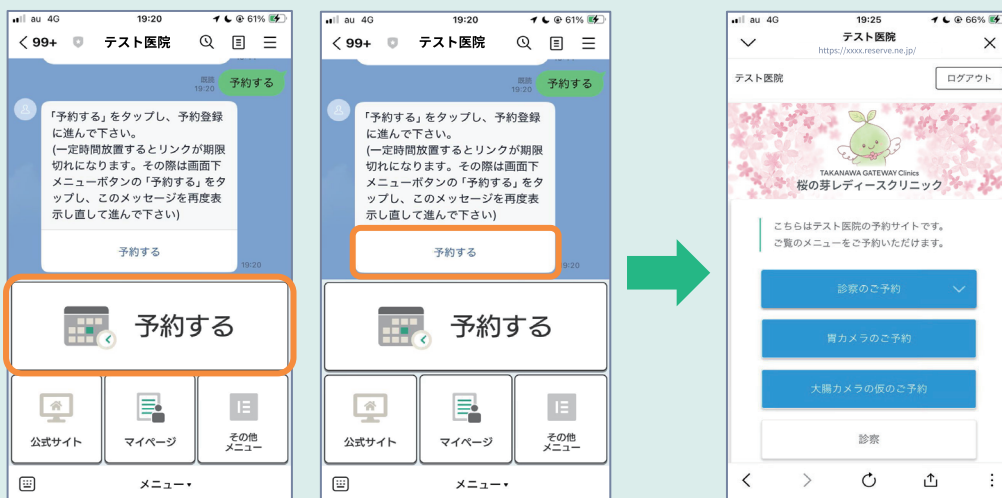 au 4G 19:20 61%
99+ テスト医院
既読
19:20
予約する
「予約する」をタップし、予約登録
に進んで下さい。
(一定時間放置するとリンクが期限
切れになります。その際は画面下
メニューボタンの「予約する」をタ
ップし、このメッセージを再度表
示し直して進んで下さい)
予約する
19:20
予約する
公式サイト
マイページ
その他
メニュー
メニュー▾
au 4G 19:20 61%
99+ テスト医院
既読
19:20
予約する
「予約する」をタップし、予約登録
に進んで下さい。
(一定時間放置するとリンクが期限
切れになります。その際は画面下
メニューボタンの「予約する」をタ
ップし、このメッセージを再度表
示し直して進んで下さい)
予約する
19:20
予約する
公式サイト
マイページ
その他
メニュー
メニュー▾
au 4G 19:25 66%
テスト医院
https://xxxx.reserve.ne.jp/
テスト医院
ログアウト
TAKANAWA GATEWAY Clinics
桜の芽レディースクリニック
こちらはテスト医院の予約サイトです。
ご覧のメニューをご予約いただけます。
診察のご予約
胃カメラのご予約
大腸カメラの仮のご予約
診察